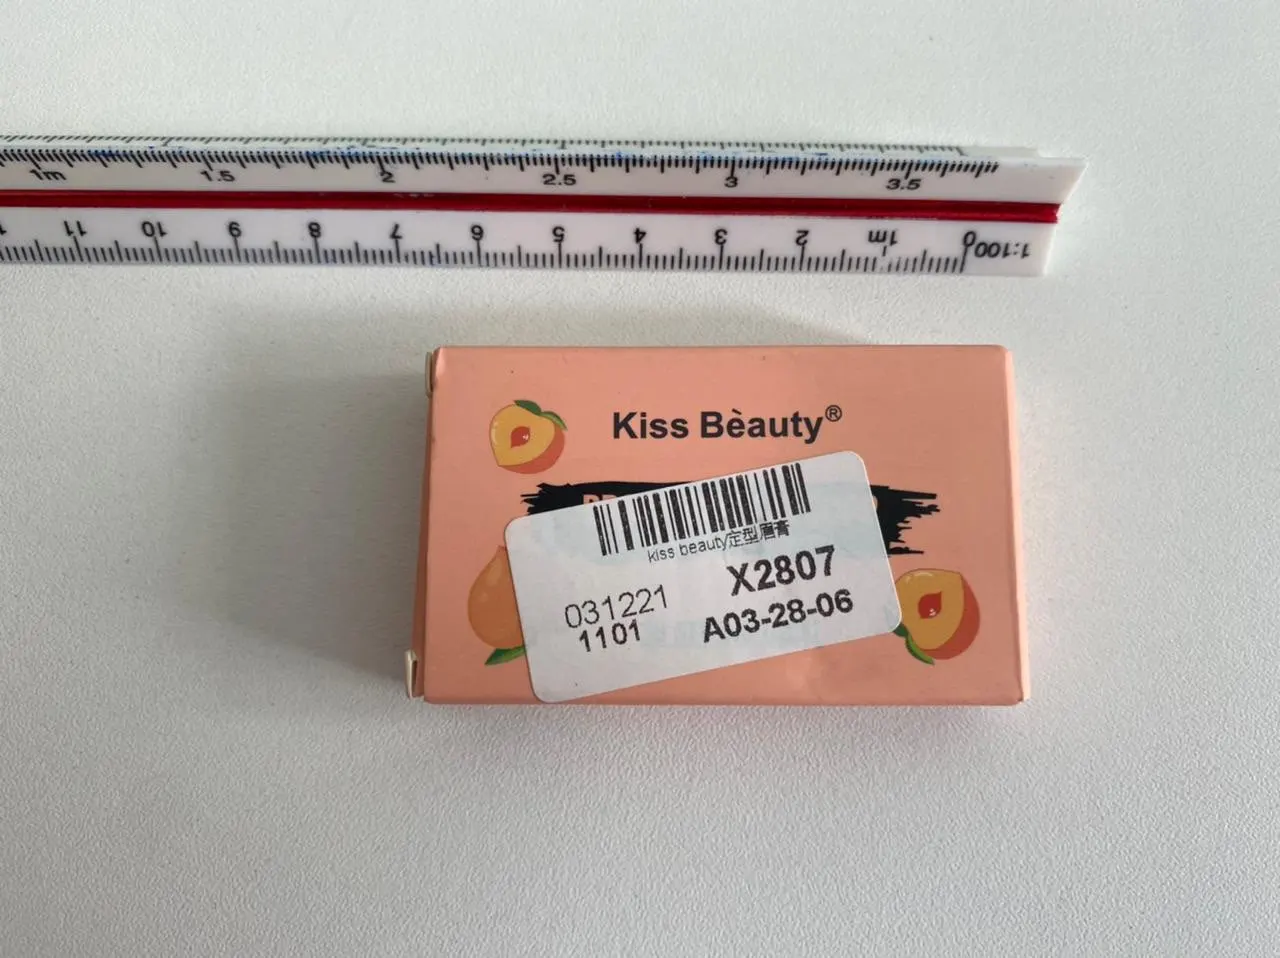 1m 1.5 2 2.5 3 3.5
11 10 9 8 7 6 5 4 3 2 1m 0 1:100
Kiss Bèauty®
kiss beauty定型眉膏
X2807
031221
A03-28-06
1101